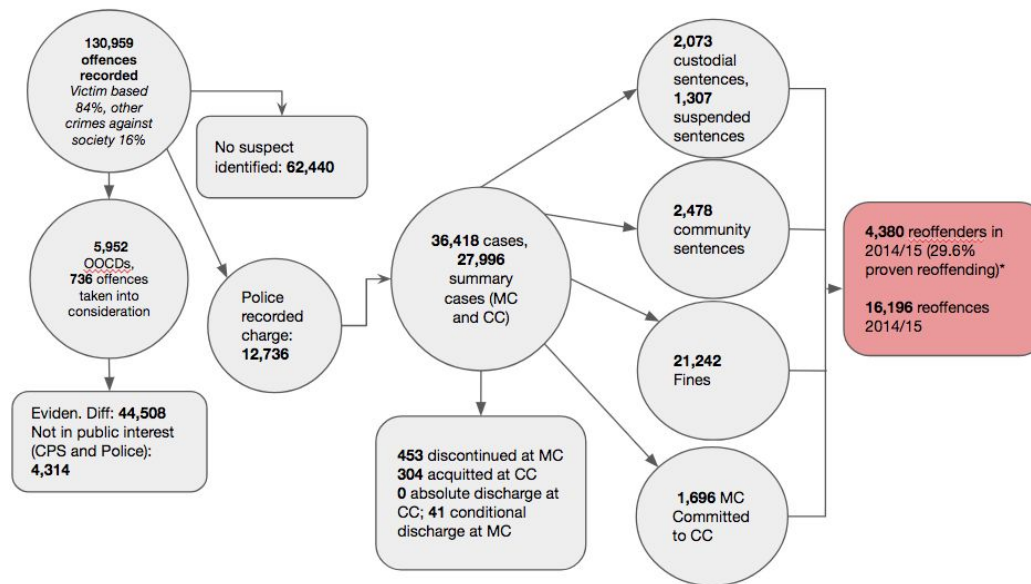 130,959
offences
recorded
Victim based
84%, other
crimes against
society 16%
No suspect
identified: 62,440
5,952
OOCDs,
736 offences
taken into
consideration
Police
recorded
charge:
12,736
Eviden. Diff: 44,508
Not in public interest
(CPS and Police):
4,314
36,418 cases,
27,996
summary
cases (MC
and CC)
453 discontinued at MC
304 acquitted at CC
0 absolute discharge at
CC; 41 conditional
discharge at MC
2,073
custodial
sentences,
1,307
suspended
sentences
2,478
community
sentences
21,242
Fines
1,696 MC
Committed
to CC
4,380 reoffenders in
2014/15 (29.6%
proven reoffending)*
16,196 reoffences
2014/15